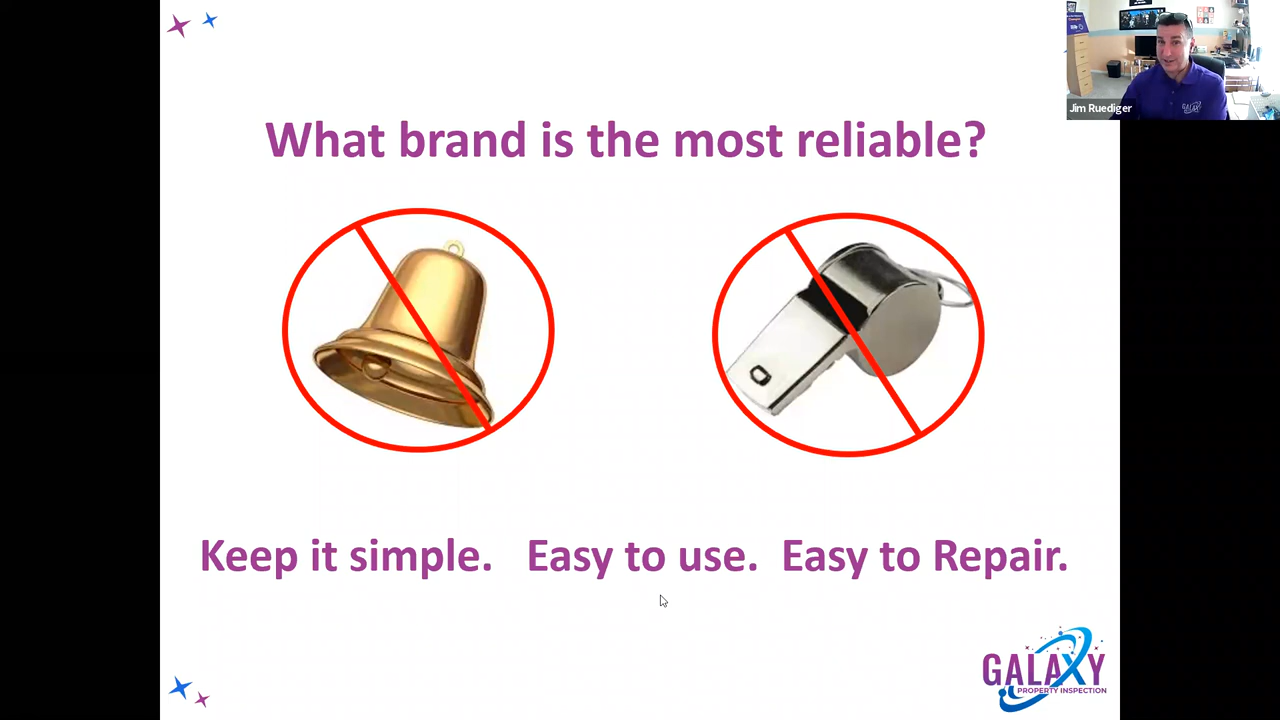 Jim Ruediger
What brand is the most reliable?
Keep it simple. Easy to use. Easy to Repair.
GALAXY
PROPERTY INSPECTION